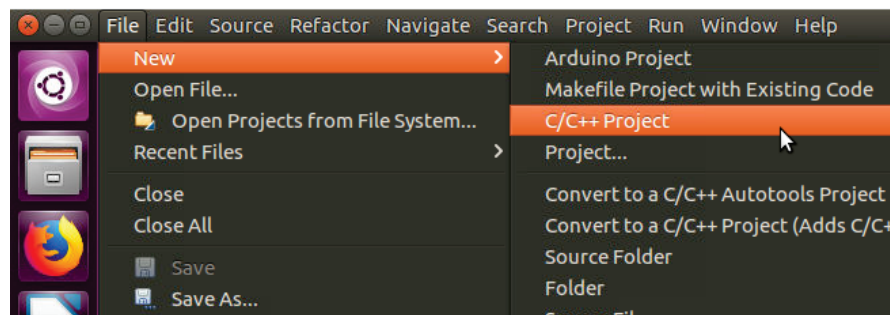 File Edit Source Refactor Navigate Search Project Run Window Help
New
Open File...
Open Projects from File System...
Recent Files
Close
Close All
Save
Save As...
Arduino Project
Makefile Project with Existing Code
C/C++ Project
Project...
Convert to a C/C++ Autotools Project
Convert to a C/C++ Project (Adds C/C+
Source Folder
Folder